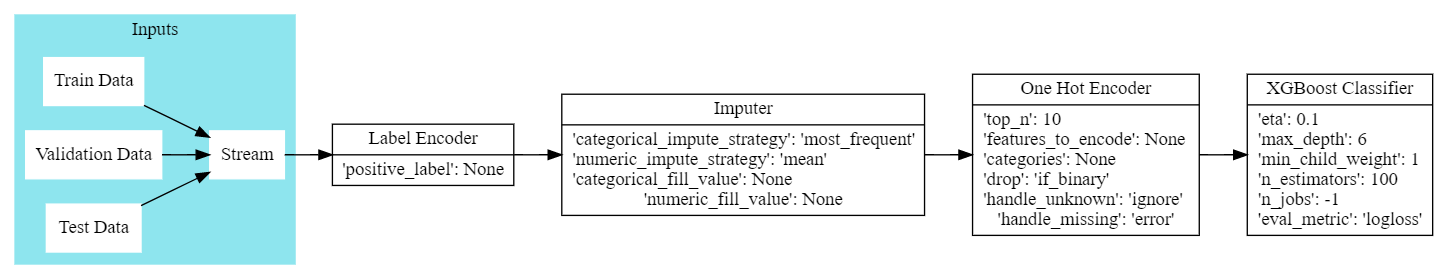 Inputs
Train Data
Validation Data
Test Data
Stream
Label Encoder
'positive_label': None
Imputer
'categorical_impute_strategy': 'most_frequent'
'numeric_impute_strategy': 'mean'
'categorical_fill_value': None
'numeric_fill_value': None
One Hot Encoder
'top_n': 10
'features_to_encode': None
'categories': None
'drop': 'if_binary'
'handle_unknown': 'ignore'
'handle_missing': 'error'
XGBoost Classifier
'eta': 0.1
'max_depth': 6
'min_child_weight': 1
'n_estimators': 100
'n_jobs': -1
'eval_metric': 'logloss'